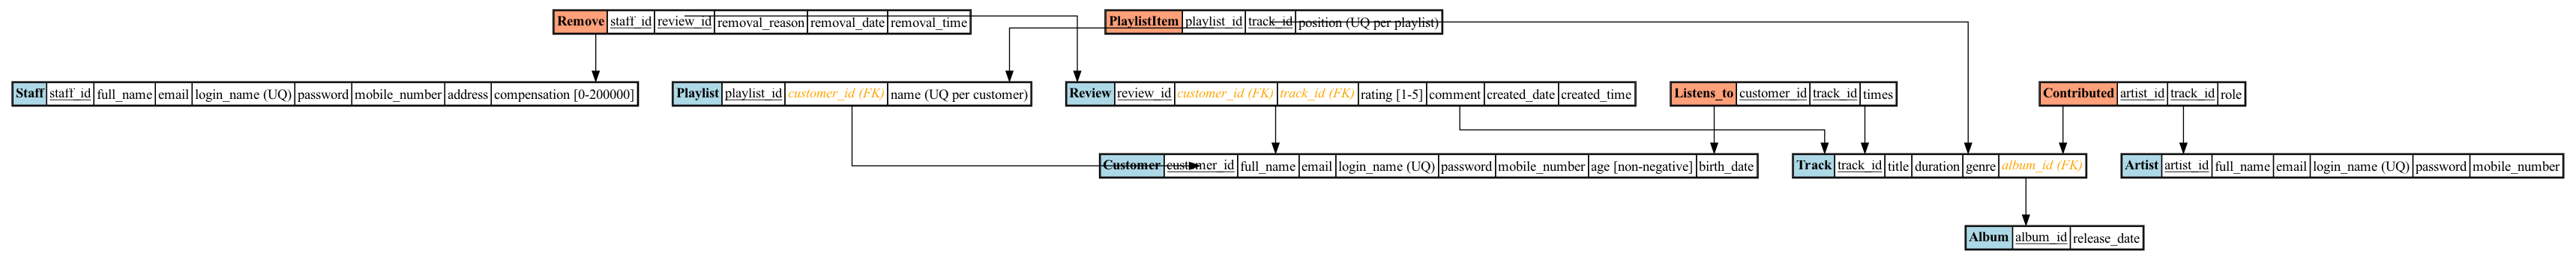 Remove staff_id review_id removal_reason removal_date removal_time
PlaylistItem playlist_id track_id position (UQ per playlist)
Staff staff_id full_name email login_name (UQ) password mobile_number address compensation [0-200000]
Playlist playlist_id customer_id (FK) name (UQ per customer)
Review review_id customer_id (FK) track_id (FK) rating [1-5] comment created_date created_time
Listens_to customer_id track_id times
Contributed artist_id track_id role
Customer customer_id full_name email login_name (UQ) password mobile_number age [non-negative] birth_date
Track track_id title duration genre album_id (FK)
Artist artist_id full_name email login_name (UQ) password mobile_number
Album album_id release_date